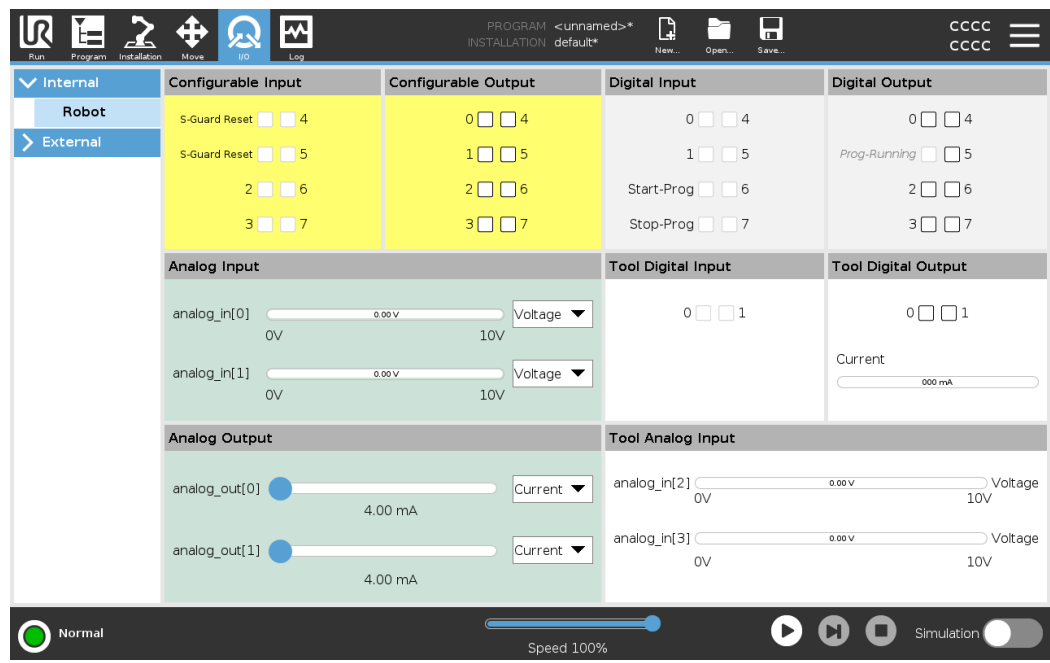 UR
PROGRAM <unnamed>*
INSTALLATION default*
CCCC
CCCC
Run Program Installation Move I/O Log New... Open... Save...
Internal
Robot
External
Configurable Input
S-Guard Reset 4
S-Guard Reset 5
2 6
3 7
Configurable Output
0 4
1 5
2 6
3 7
Digital Input
0 4
1 5
Start-Prog 6
Stop-Prog 7
Digital Output
0 4
Prog-Running 5
2 6
3 7
Analog Input
analog_in[0] 0.00 V Voltage
0V 10V
analog_in[1] 0.00 V Voltage
0V 10V
Tool Digital Input
0 1
Tool Digital Output
0 1
Current
000 mA
Analog Output
analog_out[0] Current
4.00 mA
analog_out[1] Current
4.00 mA
Tool Analog Input
analog_in[2] 0.00 V Voltage
0V 10V
analog_in[3] 0.00 V Voltage
0V 10V
Normal
Speed 100%
Simulation